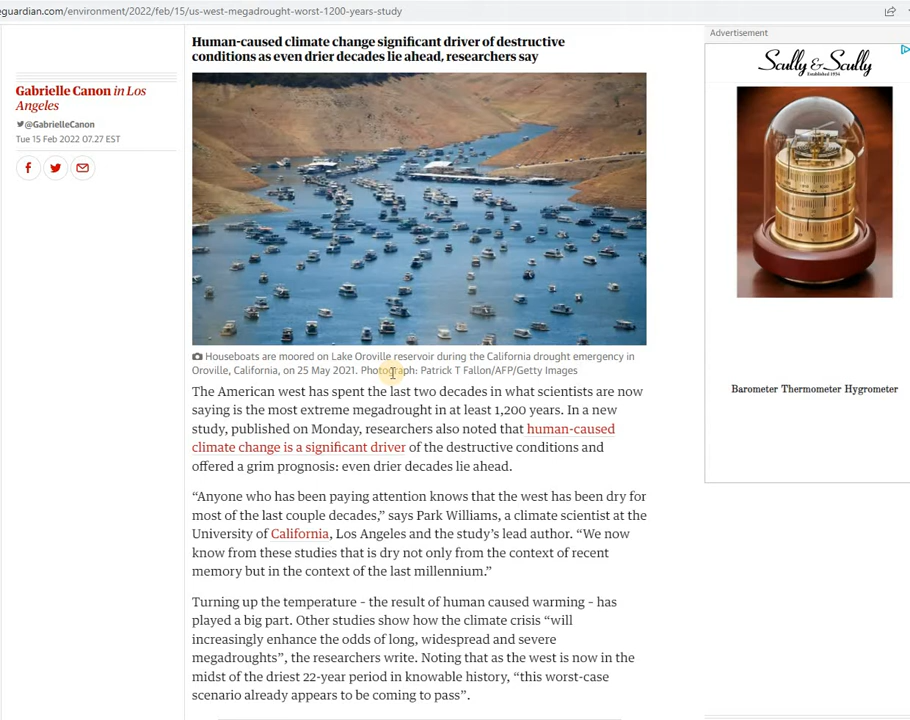 eguardian.com/environment/2022/feb/15/us-west-megadrought-worst-1200-years-study
Human-caused climate change significant driver of destructive
conditions as even drier decades lie ahead, researchers say
Gabrielle Canon in Los
Angeles
@GabrielleCanon
Tue 15 Feb 2022 07.27 EST
Houseboats are moored on Lake Oroville reservoir during the California drought emergency in
Oroville, California, on 25 May 2021. Photograph: Patrick T Fallon/AFP/Getty Images
The American west has spent the last two decades in what scientists are now
saying is the most extreme megadrought in at least 1,200 years. In a new
study, published on Monday, researchers also noted that human-caused
climate change is a significant driver of the destructive conditions and
offered a grim prognosis: even drier decades lie ahead.
“Anyone who has been paying attention knows that the west has been dry for
most of the last couple decades,” says Park Williams, a climate scientist at the
University of California, Los Angeles and the study’s lead author. “We now
know from these studies that is dry not only from the context of recent
memory but in the context of the last millennium.”
Turning up the temperature – the result of human caused warming – has
played a big part. Other studies show how the climate crisis “will
increasingly enhance the odds of long, widespread and severe
megadroughts”, the researchers write. Noting that as the west is now in the
midst of the driest 22-year period in knowable history, “this worst-case
scenario already appears to be coming to pass”.
Advertisement
Scully & Scully
Established 1934
Barometer Thermometer Hygrometer